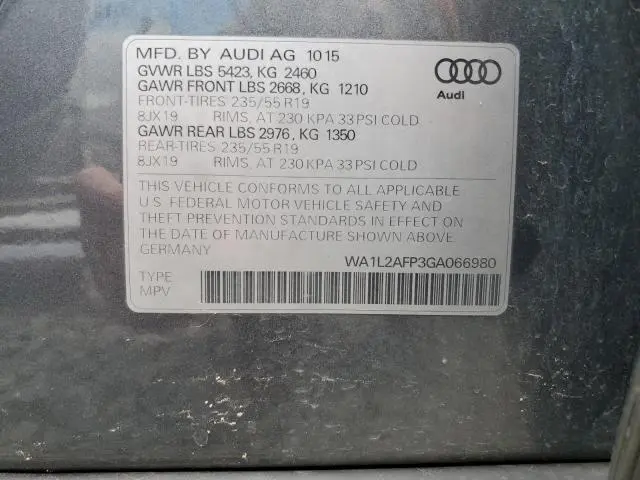 MFD. BY AUDI AG 1015
GVWR LBS 5423, KG 2460
GAWR FRONT LBS 2668, KG 1210
FRONT-TIRES 235/55 R19
8JX19 RIMS, AT 230 KPA 33 PSI COLD
GAWR REAR LBS 2976, KG 1350
REAR-TIRES 235/55 R19
8JX19 RIMS, AT 230 KPA 33 PSI COLD
Audi
THIS VEHICLE CONFORMS TO ALL APPLICABLE
U.S. FEDERAL MOTOR VEHICLE SAFETY AND
THEFT PREVENTION STANDARDS IN EFFECT ON
THE DATE OF MANUFACTURE SHOWN ABOVE
GERMANY
WA1L2AFP3GA066980
TYPE
MPV